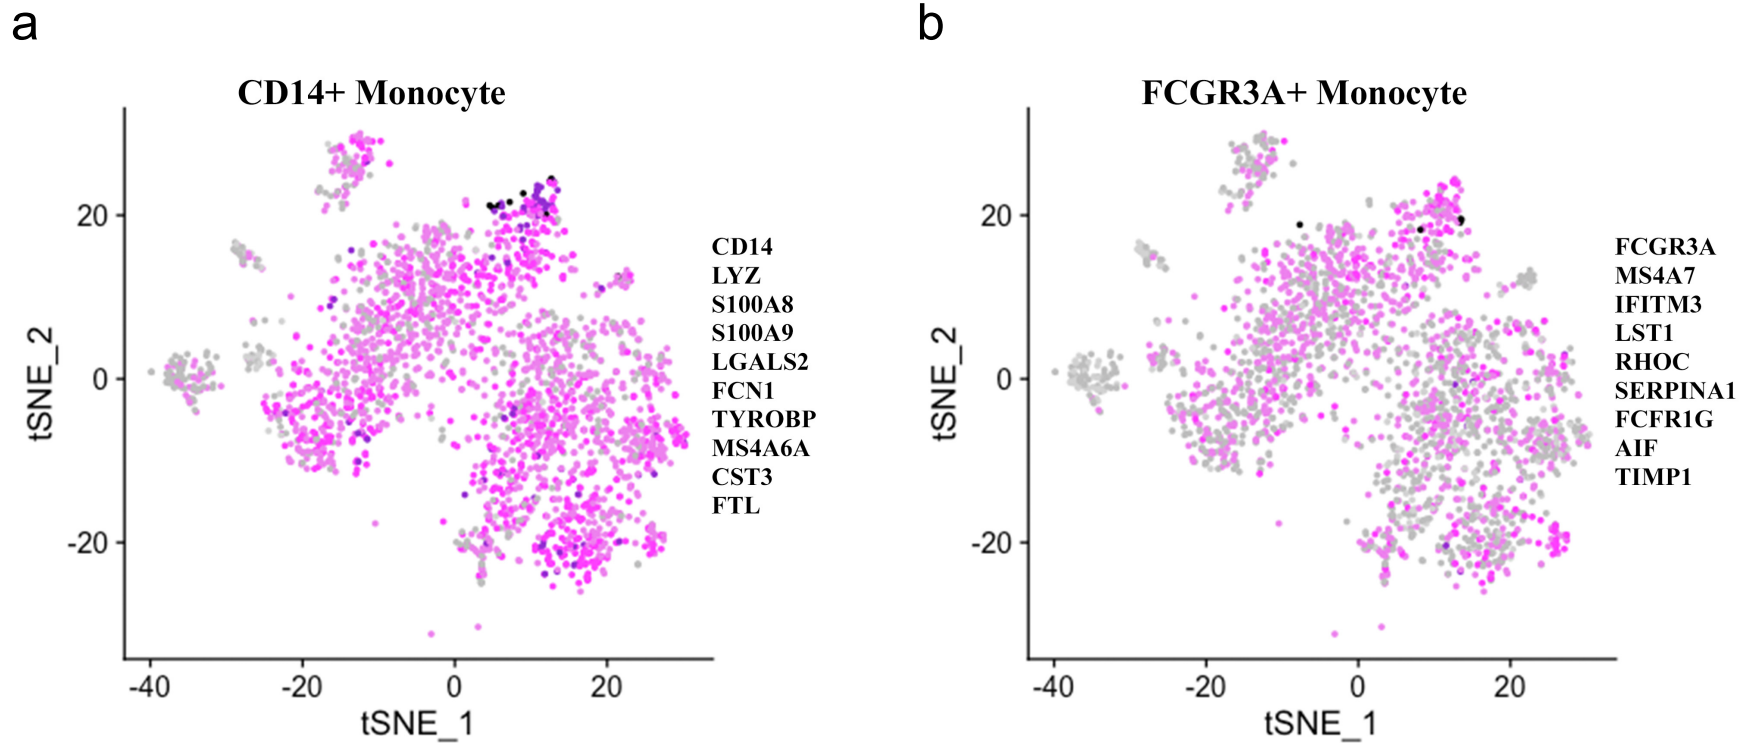 a
CD14+ Monocyte
20
0
-20
tSNE_2
-40
-20
0
20
tSNE_1
CD14
LYZ
S100A8
S100A9
LGALS2
FCN1
TYROBP
MS4A6A
CST3
FTL
b
FCGR3A+ Monocyte
20
0
-20
tSNE_2
-40
-20
0
20
tSNE_1
FCGR3A
MS4A7
IFITM3
LST1
RHOC
SERPINA1
FCFR1G
AIF
TIMP1